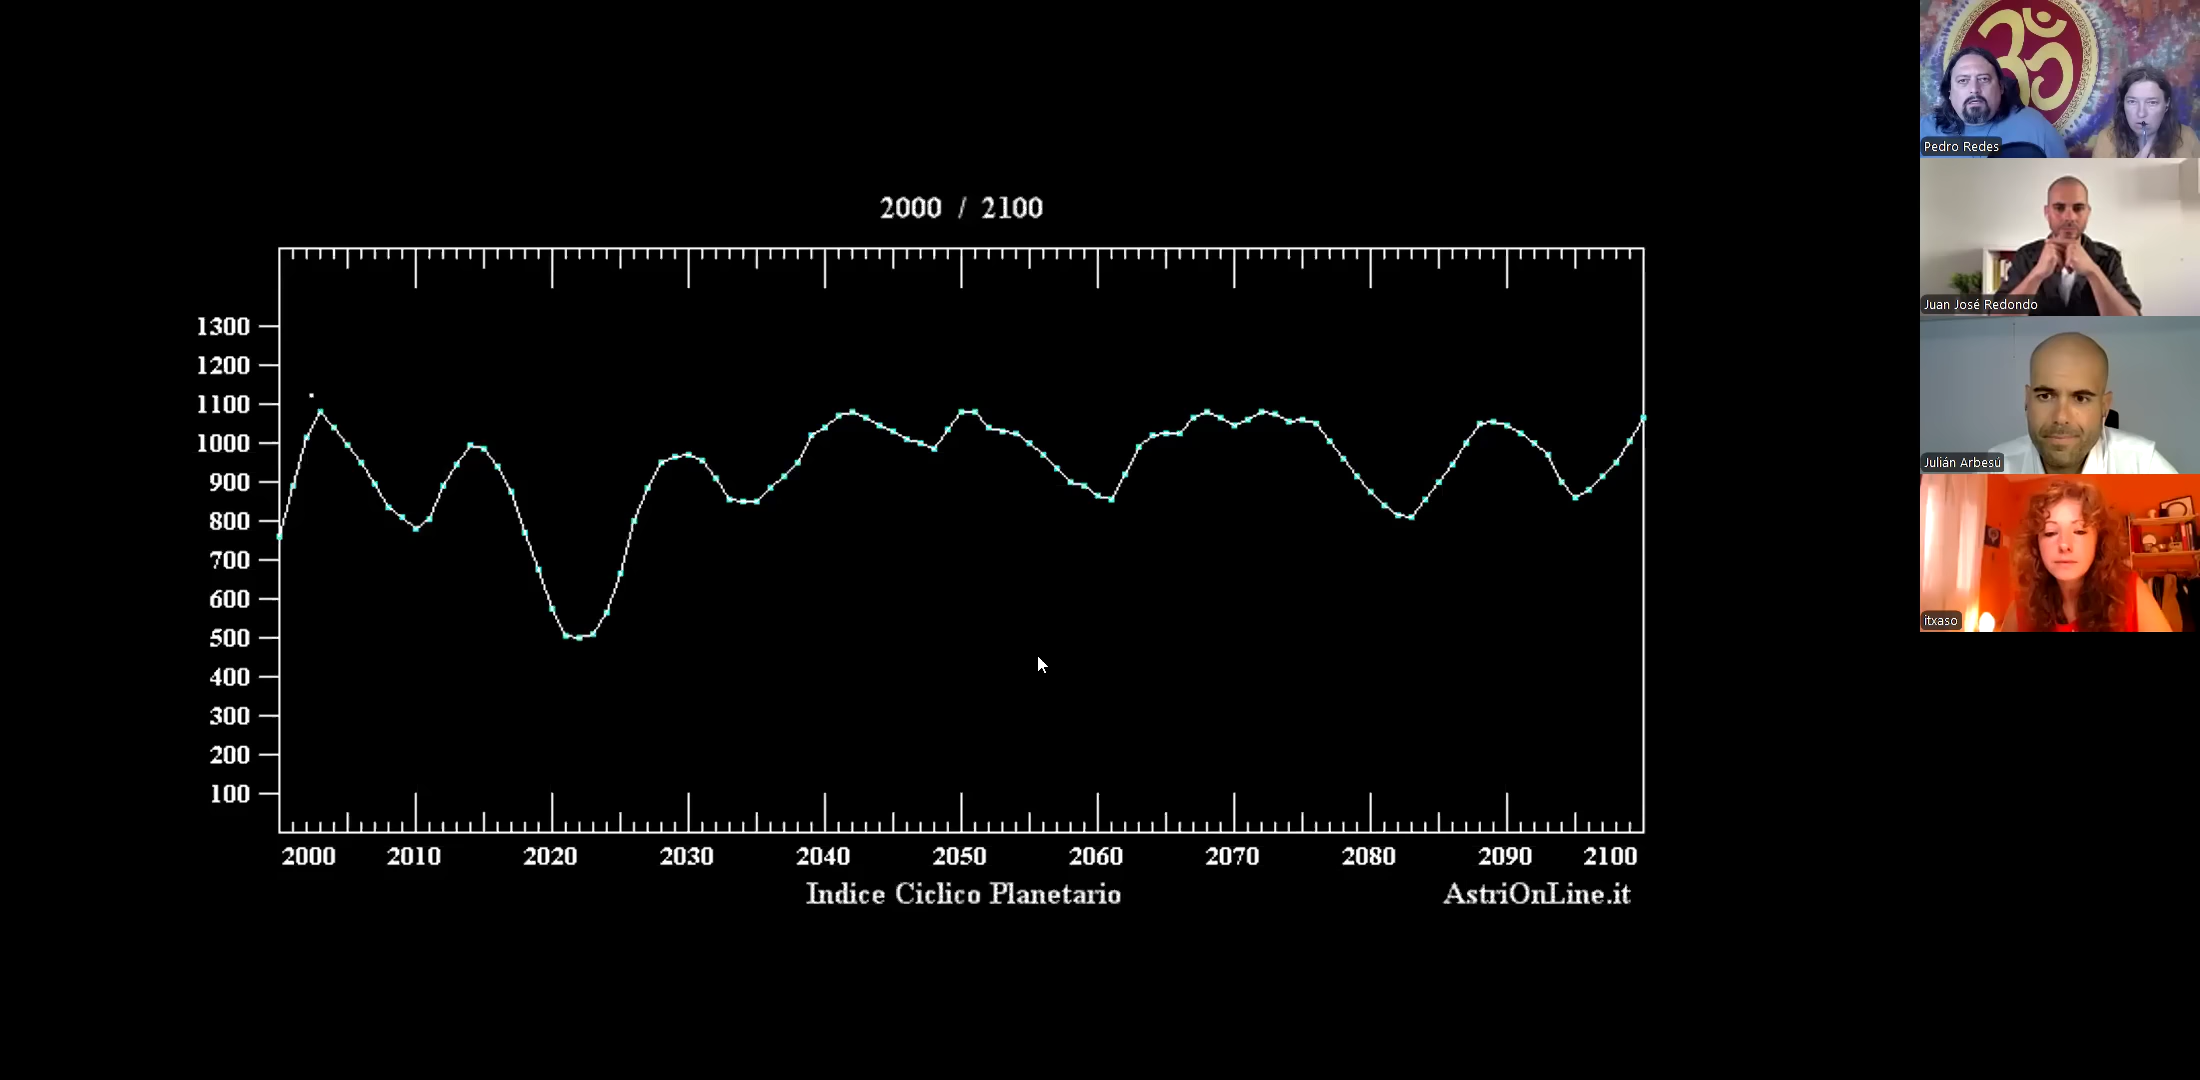 2000 / 2100
1300
1200
1100
1000
900
800
700
600
500
400
300
200
100
2000 2010 2020 2030 2040 2050 2060 2070 2080 2090 2100
Indice Ciclico Planetario AstriOnLine.it
ॐ
Pedro Redes
Juan José Redondo
Julián Arbesú
itxaso